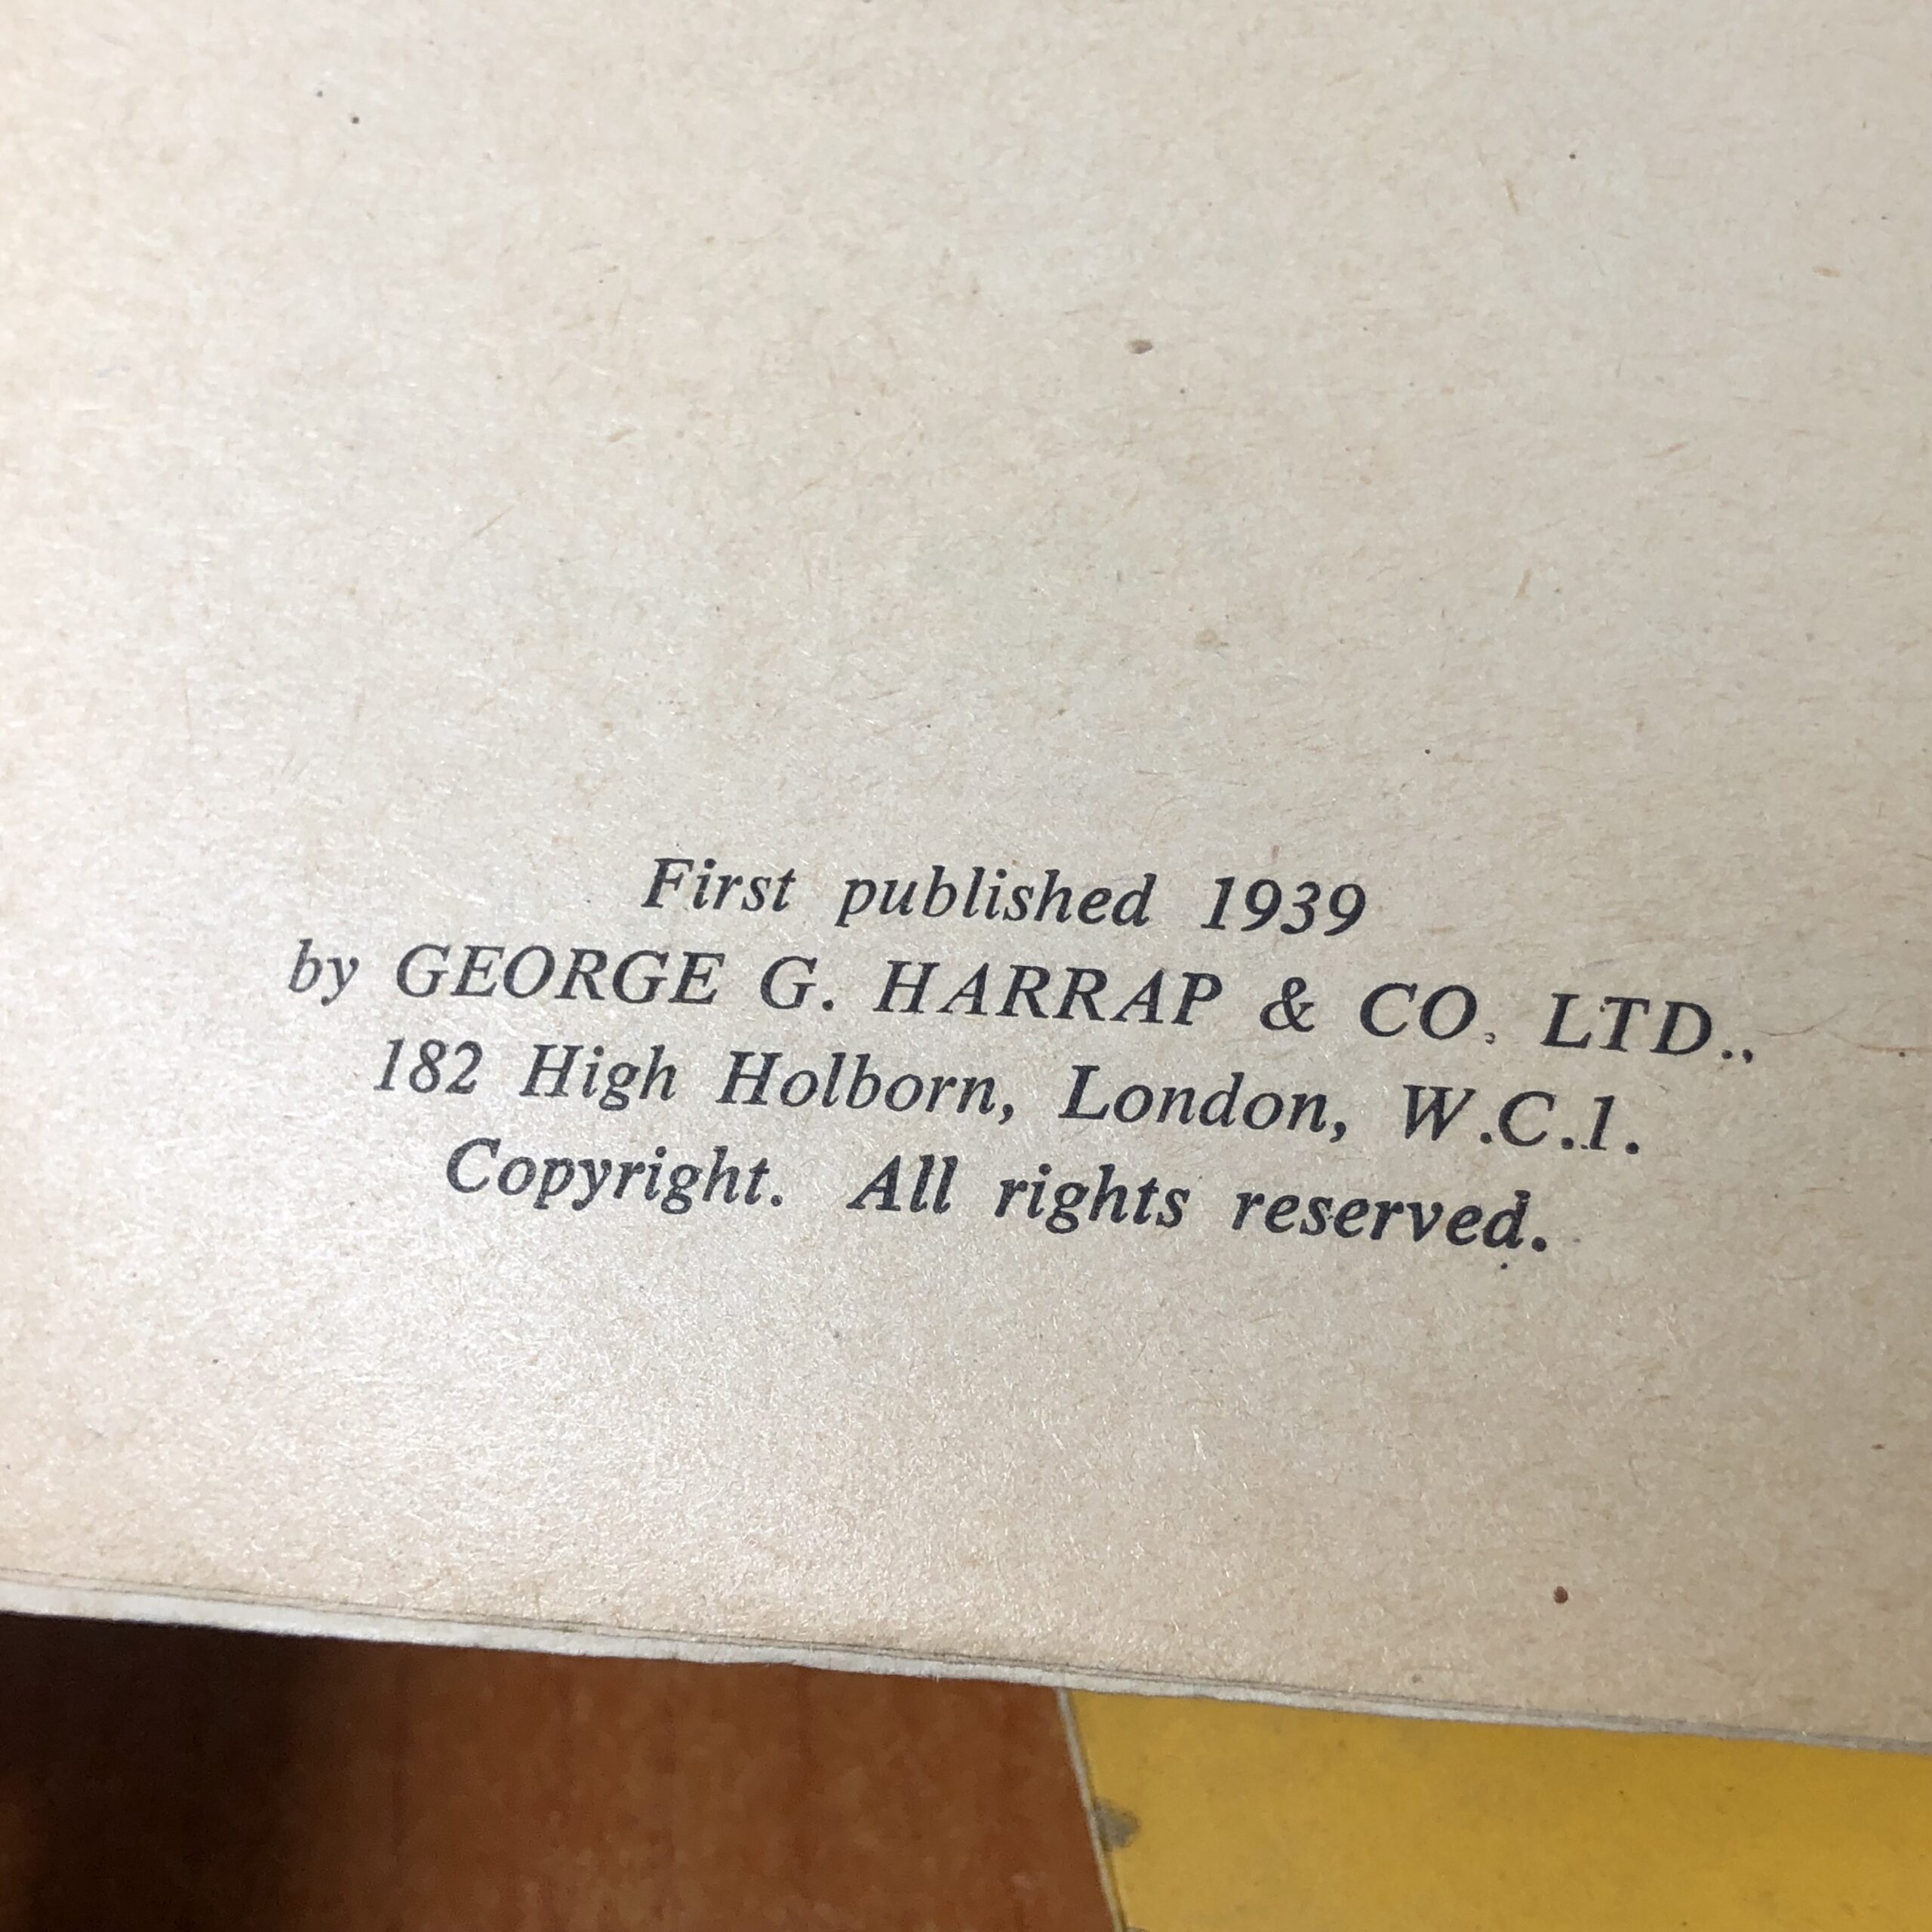 First published 1939
by GEORGE G. HARRAP & CO. LTD.,
182 High Holborn, London, W.C.1.
Copyright. All rights reserved.